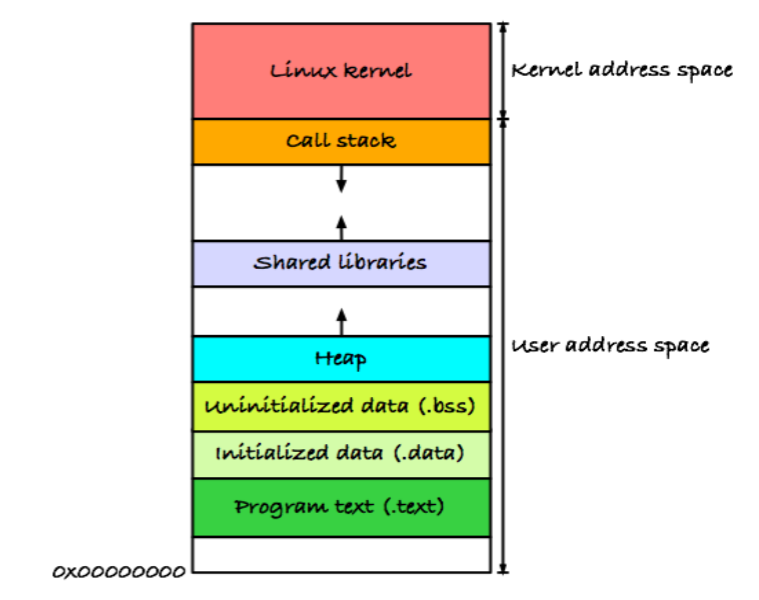 Linux kernel
Kernel address space
Call stack
Shared libraries
User address space
Heap
Uninitialized data (.bss)
Initialized data (.data)
Program text (.text)
0x00000000